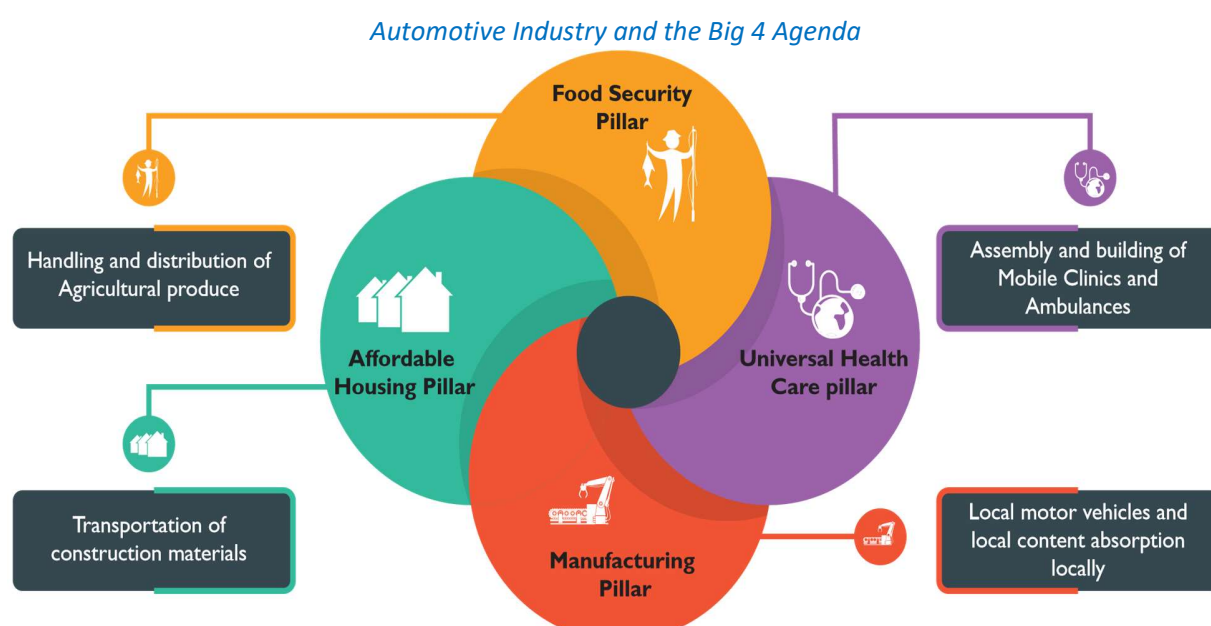 Automotive Industry and the Big 4 Agenda
Food Security
Pillar
Handling and distribution of
Agricultural produce
Assembly and building of
Mobile Clinics and
Ambulances
Affordable
Housing Pillar
Universal Health
Care pillar
Transportation of
construction materials
Manufacturing
Pillar
Local motor vehicles and
local content absorption
locally